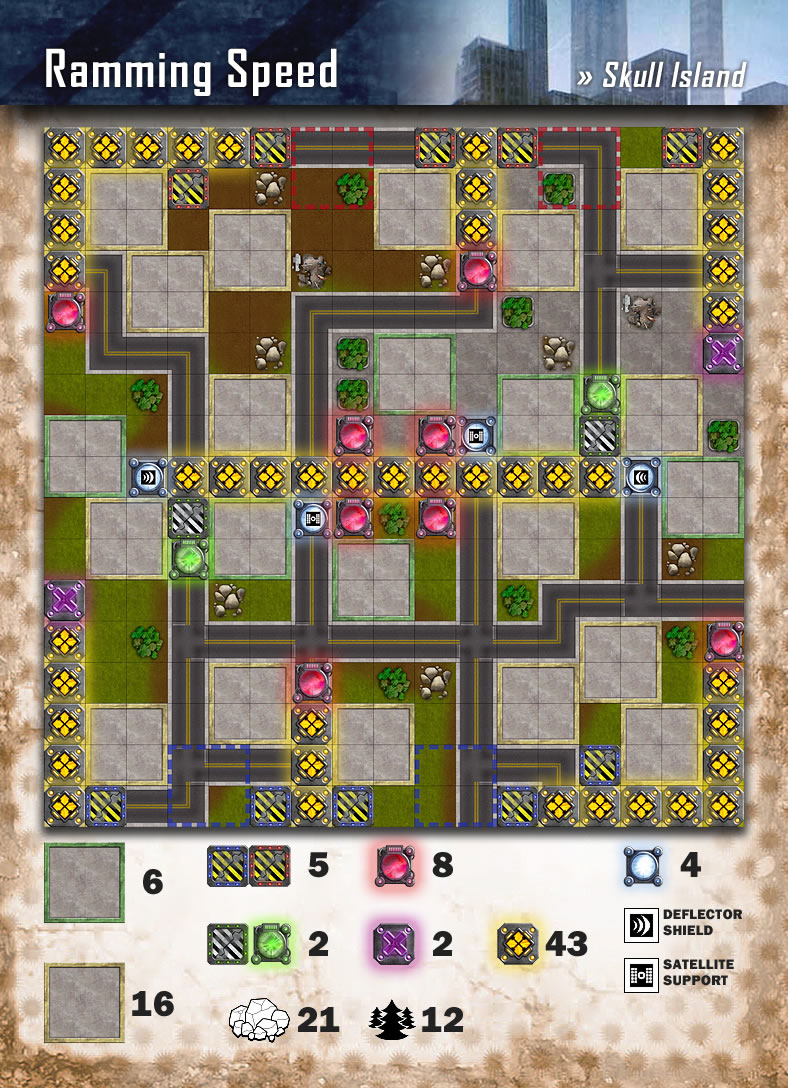 Ramming Speed
» Skull Island
6
5
8
4
DEFLECTOR
SHIELD
2
2
43
SATELLITE
SUPPORT
16
21
12